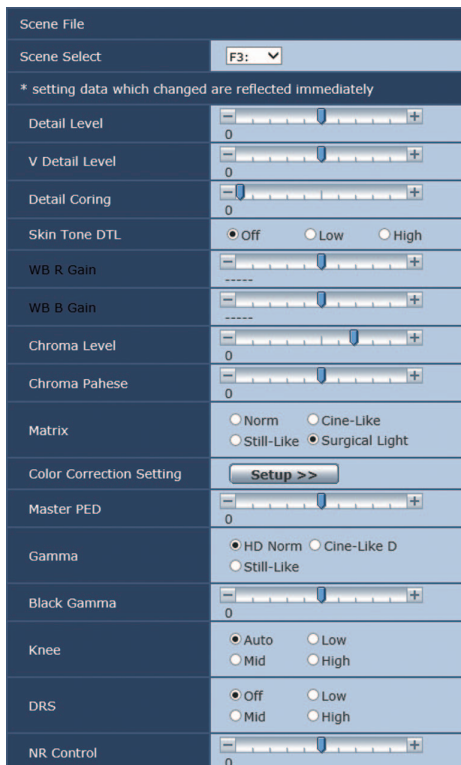 Scene File
Scene Select F3:
* setting data which changed are reflected immediately
Detail Level - +
0
V Detail Level - +
0
Detail Coring - +
0
Skin Tone DTL Off Low High
WB R Gain - +
-----
WB B Gain - +
-----
Chroma Level - +
0
Chroma Pahese - +
0
Matrix
Norm Cine-Like
Still-Like Surgical Light
Color Correction Setting Setup >>
Master PED - +
0
Gamma
HD Norm Cine-Like D
Still-Like
Black Gamma - +
0
Knee
Auto Low
Mid High
DRS
Off Low
Mid High
NR Control - +
0